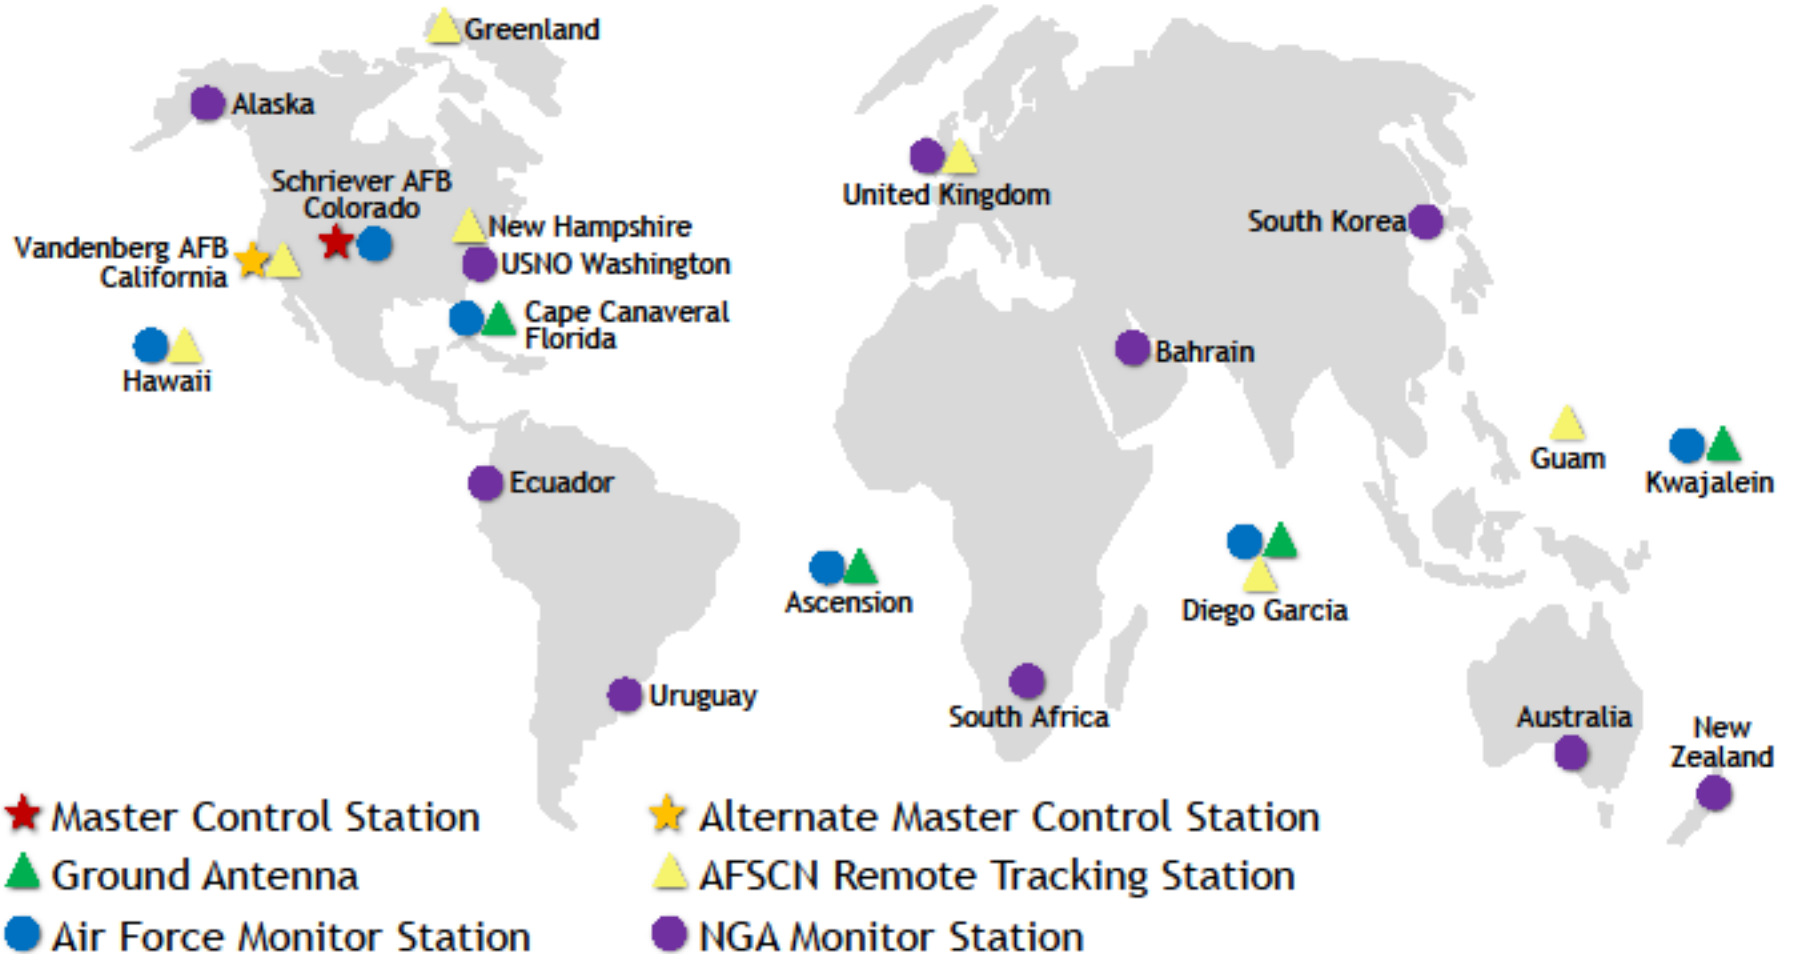 Greenland
Alaska
Schriever AFB
Colorado
New Hampshire
Vandenberg AFB
California
USNO Washington
Cape Canaveral
Florida
Hawaii
United Kingdom
South Korea
Bahrain
Guam
Kwajalein
Ecuador
Ascension
Diego Garcia
Uruguay
South Africa
Australia
New
Zealand
Master Control Station
Alternate Master Control Station
Ground Antenna
AFSCN Remote Tracking Station
Air Force Monitor Station
NGA Monitor Station